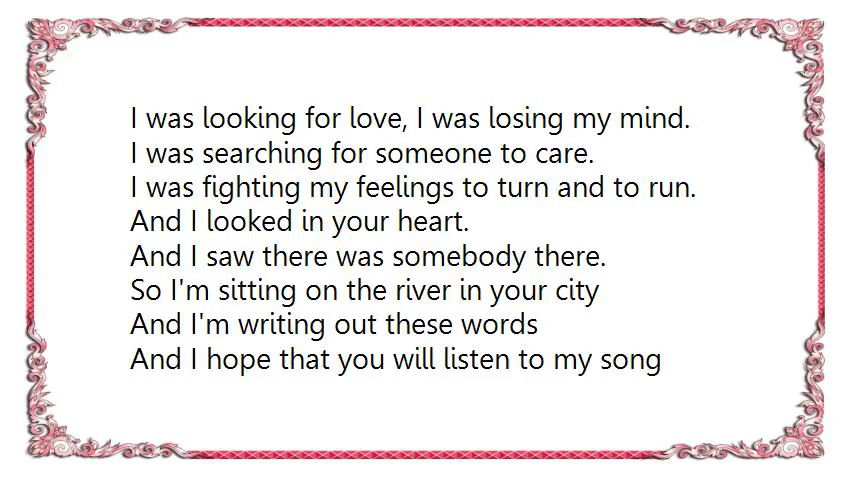 I was looking for love, I was losing my mind.
I was searching for someone to care.
I was fighting my feelings to turn and to run.
And I looked in your heart.
And I saw there was somebody there.
So I'm sitting on the river in your city
And I'm writing out these words
And I hope that you will listen to my song